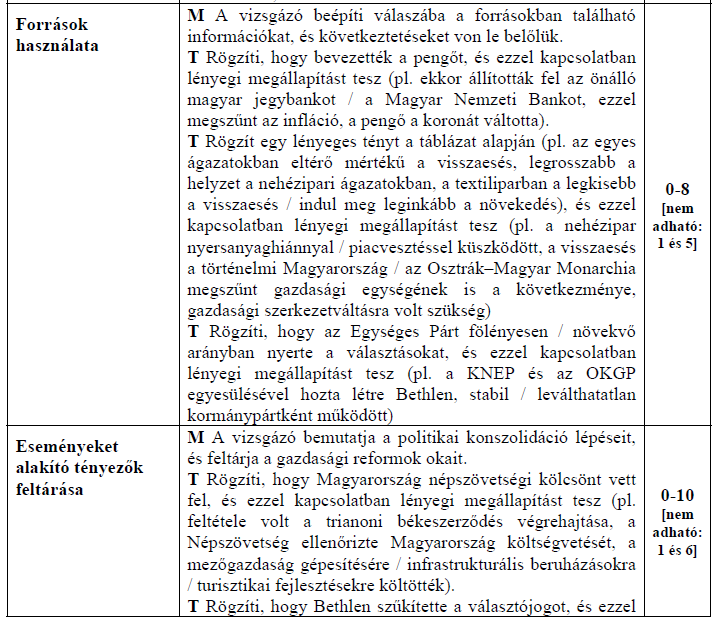 Források
használata
M A vizsgázó beépíti válaszába a forrásokban található
információkat, és következtetéseket von le belőlük.
T Rögzíti, hogy bevezették a pengőt, és ezzel kapcsolatban
lényegi megállapítást tesz (pl. ekkor állították fel az önálló
magyar jegybankot / a Magyar Nemzeti Bankot, ezzel
megszűnt az infláció, a pengő a koronát váltotta).
T Rögzít egy lényeges tényt a táblázat alapján (pl. az egyes
ágazatokban eltérő mértékű a visszaesés, legrosszabb a
helyzet a nehézipari ágazatokban, a textiliparban a legkisebb
a visszaesés / indul meg leginkább a növekedés), és ezzel
kapcsolatban lényegi megállapítást tesz (pl. a nehézipar
nyersanyaghiánnyal / piacvesztéssel küszködött, a visszaesés
a történelmi Magyarország / az Osztrák–Magyar Monarchia
megszűnt gazdasági egységének is a következménye,
gazdasági szerkezetváltásra volt szükség)
T Rögzíti, hogy az Egységes Párt fölényesen / növekvő
arányban nyerte a választásokat, és ezzel kapcsolatban
lényegi megállapítást tesz (pl. a KNEP és az OKGP
egyesülésével hozta létre Bethlen, stabil / leválthatatlan
kormánypártként működött)
0-8
[nem
adható:
1 és 5]
Eseményeket
alakító tényezők
feltárása
M A vizsgázó bemutatja a politikai konszolidáció lépéseit,
és feltárja a gazdasági reformok okait.
T Rögzíti, hogy Magyarország népszövetségi kölcsönt vett
fel, és ezzel kapcsolatban lényegi megállapítást tesz (pl.
feltétele volt a trianoni békeszerződés végrehajtása, a
Népszövetség ellenőrizte Magyarország költségvetését, a
mezőgazdaság gépesítésére / infrastrukturális beruházásokra
/ turisztikai fejlesztésekre költötték).
T Rögzíti, hogy Bethlen szűkítette a választójogot, és ezzel
0-10
[nem
adható:
1 és 6]